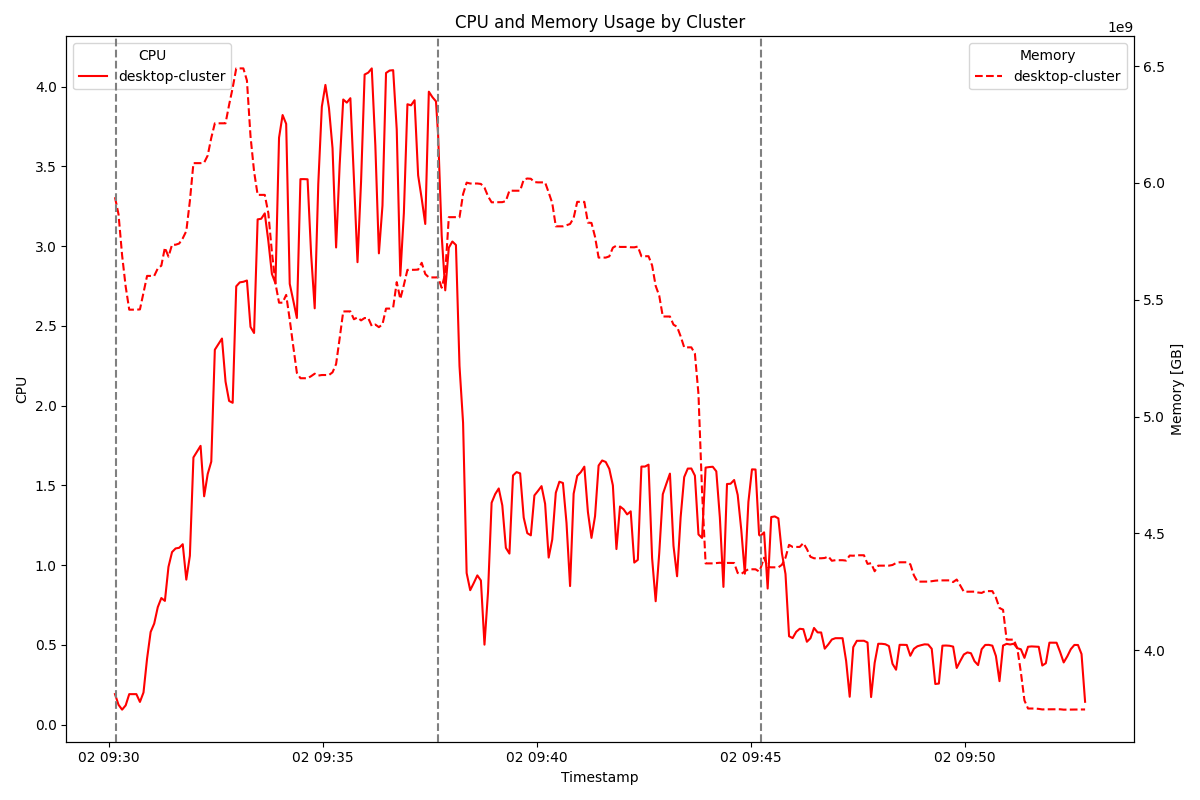 CPU and Memory Usage by Cluster
1e9
CPU
desktop-cluster
Memory
desktop-cluster
4.0
3.5
3.0
2.5
2.0
1.5
1.0
0.5
0.0
CPU
6.5
6.0
5.5
5.0
4.5
4.0
Memory [GB]
02 09:30
02 09:35
02 09:40
02 09:45
02 09:50
Timestamp